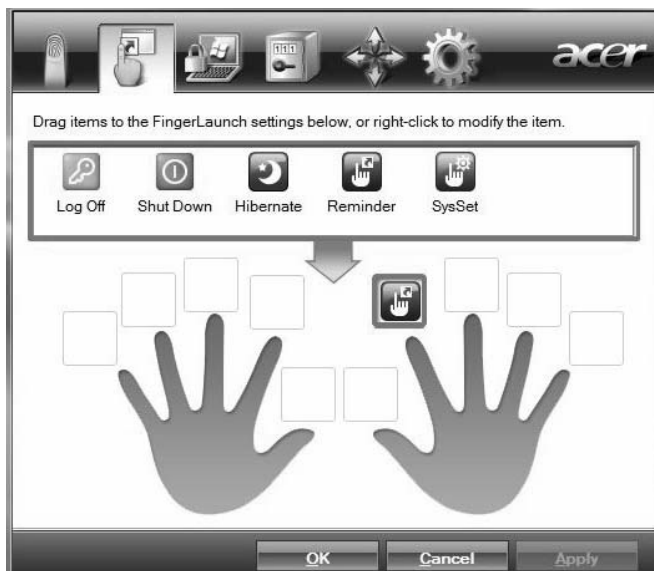 acer
Drag items to the FingerLaunch settings below, or right-click to modify the item.
Log Off Shut Down Hibernate Reminder SysSet
OK Cancel Apply